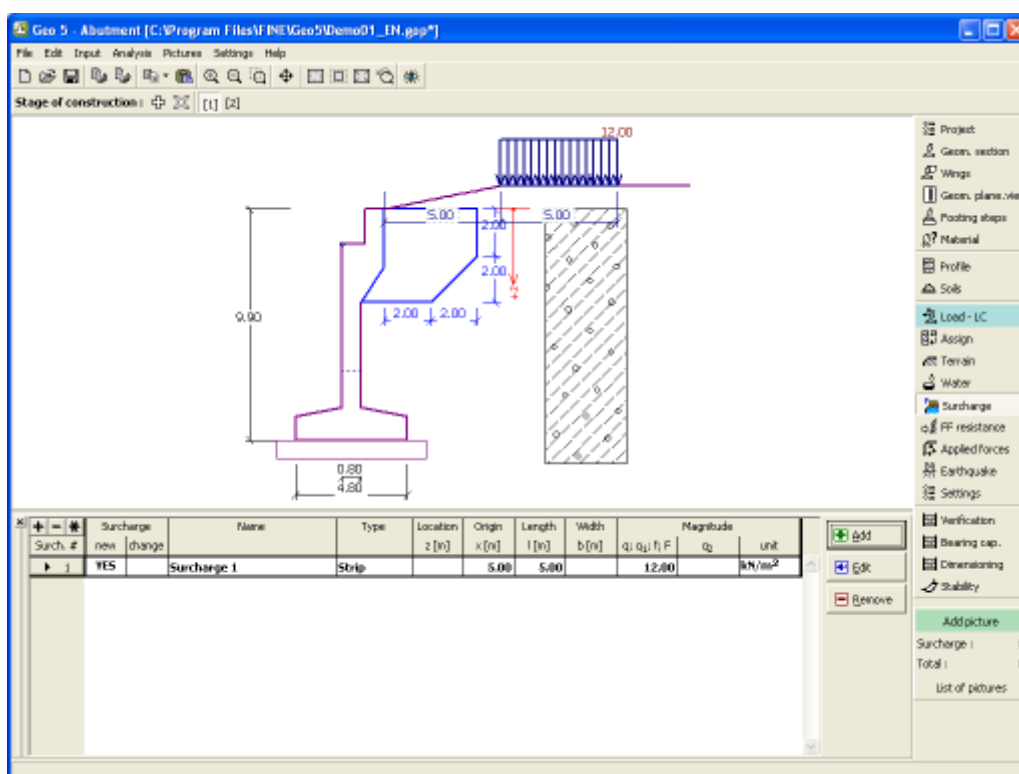 Geo 5 - Abutment [C:\Program Files\FINE\Geo5\Demo01_EN.gop*]
File Edit Input Analysis Pictures Settings Help
Stage of construction : [1] [2]
12.00
5.00 5.00
2.00
2.00
2.00 2.00
+z
9.90
0.80
4.80
Project
Geom. section
Wings
Geom. plane.vie
Footing steps
Material
Profile
Soils
Load - LC
Assign
Terrain
Water
Surcharge
FF resistance
Applied forces
Earthquake
Settings
Verification
Bearing cap.
Dimensioning
Stability
Add picture
Surcharge :
Total :
List of pictures
Surcharge Name Type Location Origin Length Width Magnitude
Surch. # new change z [m] x [m] l [m] b [m] q; q1; f; F q2 unit
1 YES Surcharge 1 Strip 5.00 5.00 12.00 kN/m²
Add
Edit
Remove